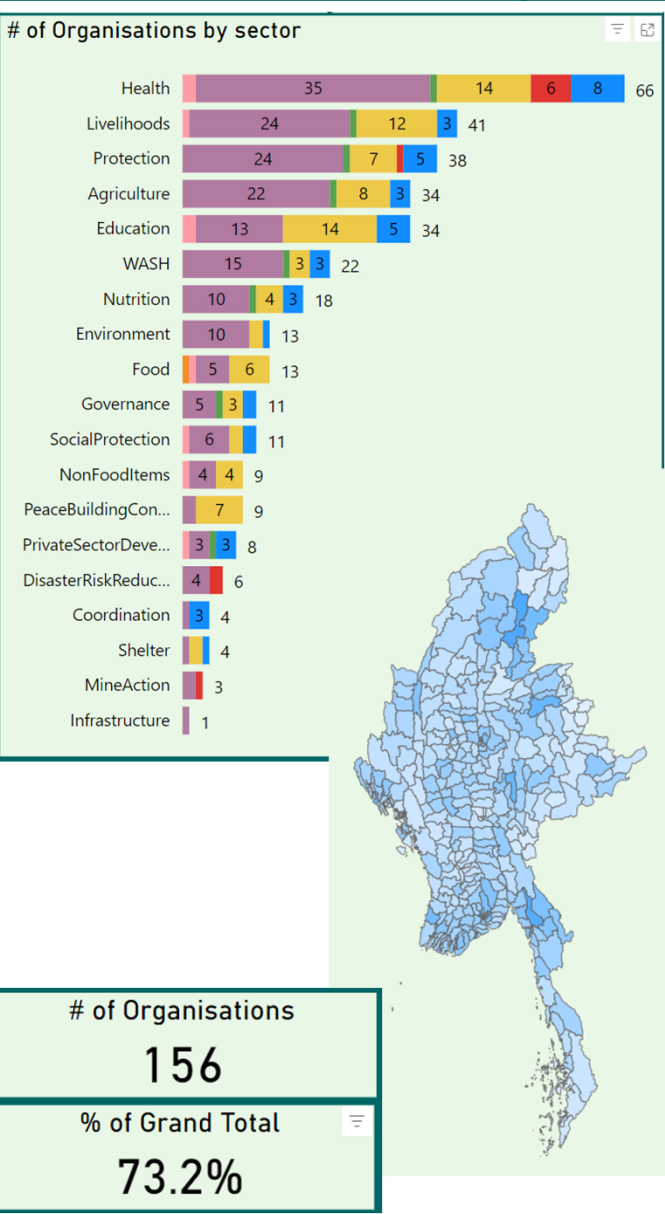 # of Organisations by sector
Health 35 14 6 8 66
Livelihoods 24 12 3 41
Protection 24 7 5 38
Agriculture 22 8 3 34
Education 13 14 5 34
WASH 15 3 3 22
Nutrition 10 4 3 18
Environment 10 13
Food 5 6 13
Governance 5 3 11
SocialProtection 6 11
NonFoodItems 4 4 9
PeaceBuildingCon... 7 9
PrivateSectorDeve... 3 3 8
DisasterRiskReduc... 4 6
Coordination 3 4
Shelter 4
MineAction 3
Infrastructure 1
# of Organisations
156
% of Grand Total
73.2%